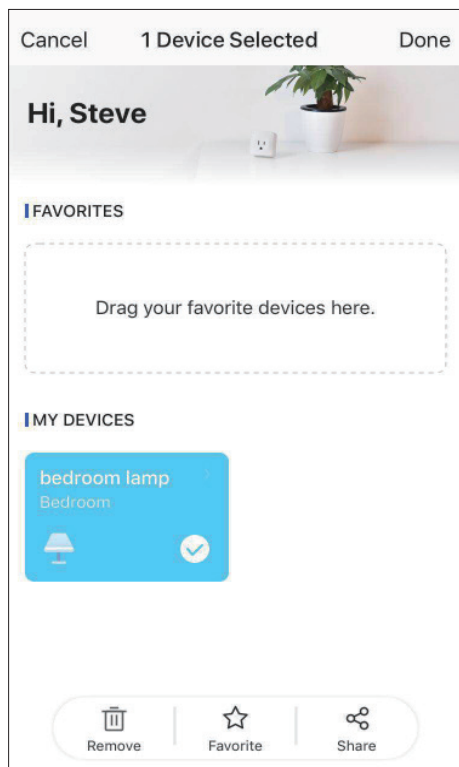 Cancel 1 Device Selected Done
Hi, Steve
FAVORITES
Drag your favorite devices here.
MY DEVICES
bedroom lamp
Bedroom
Remove Favorite Share